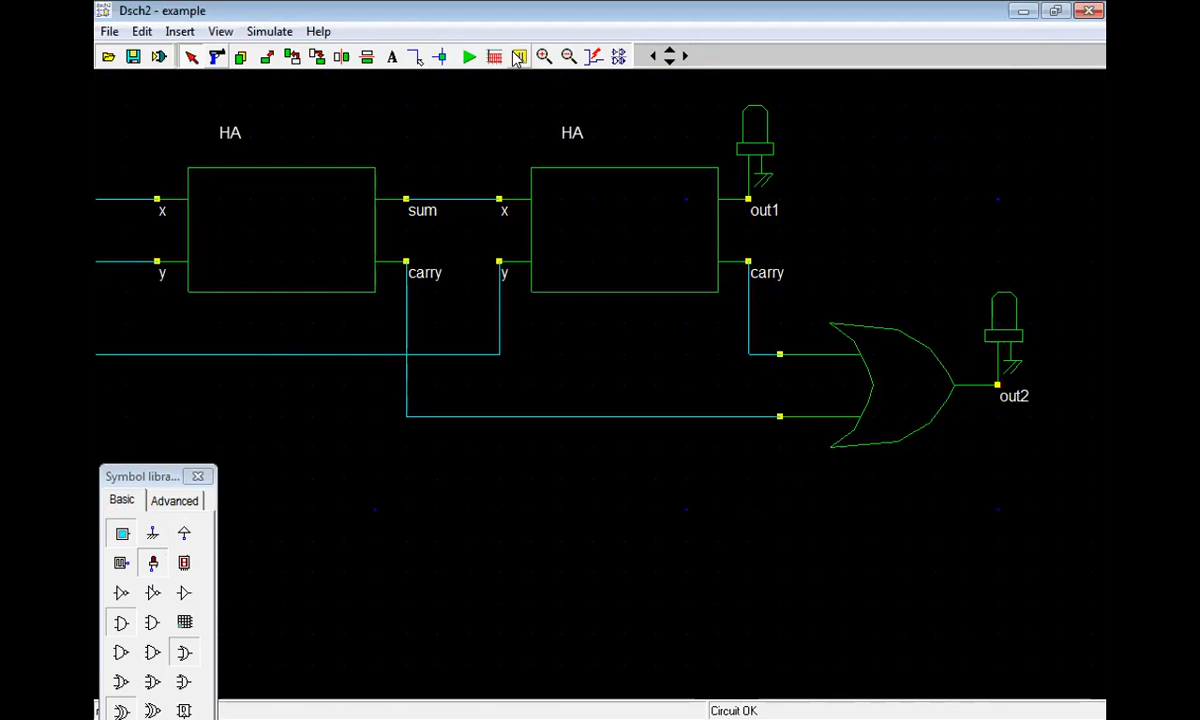 Dsch2 - example
File Edit Insert View Simulate Help
A
HA HA
x sum x out1
y carry y carry
out2
Symbol libra...
Basic Advanced
Circuit OK